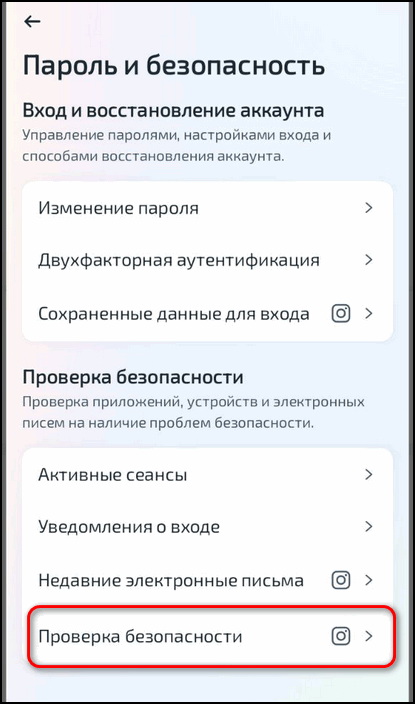 Пароль и безопасность
Вход и восстановление аккаунта
Управление паролями, настройками входа и
способами восстановления аккаунта.
Изменение пароля
Двухфакторная аутентификация
Сохраненные данные для входа
Проверка безопасности
Проверка приложений, устройств и электронных
писем на наличие проблем безопасности.
Активные сеансы
Уведомления о входе
Недавние электронные письма
Проверка безопасности